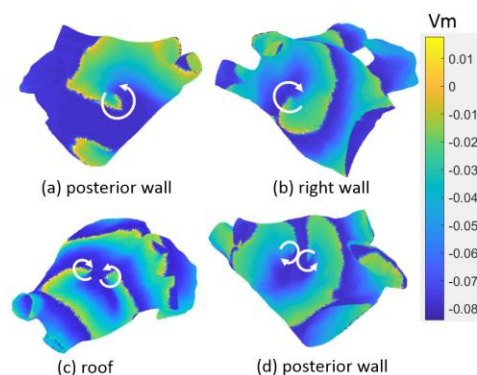 Vm
0.01
0
-0.01
-0.02
-0.03
-0.04
-0.05
-0.06
-0.07
-0.08
(a) posterior wall
(b) right wall
(c) roof
(d) posterior wall